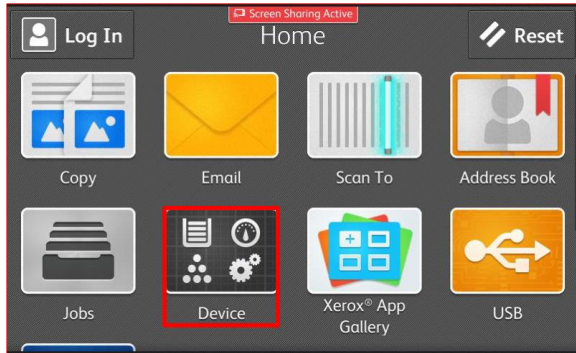 Screen Sharing Active
Log In
Home
Reset
Copy
Email
Scan To
Address Book
Jobs
Device
Xerox® App
Gallery
USB